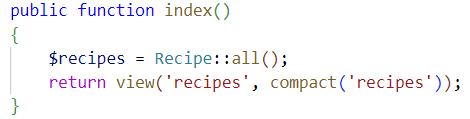 public function index()
{
    $recipes = Recipe::all();
    return view('recipes', compact('recipes'));
}